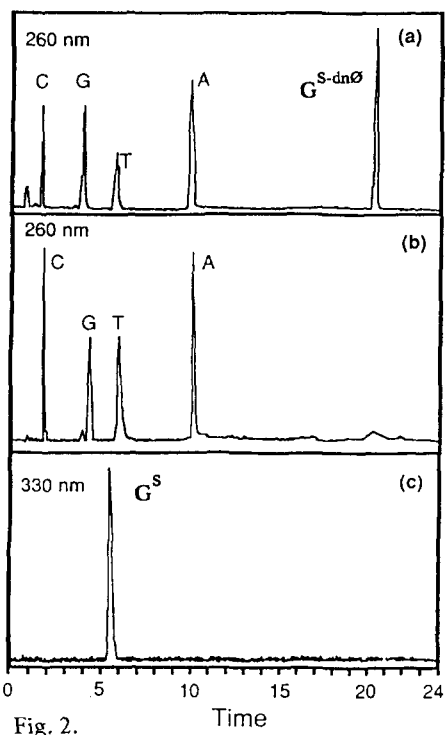 260 nm
(a)
C
G
T
A
G^S-dnØ
260 nm
(b)
C
G
T
A
330 nm
(c)
G^S
0 5 10 15 20 24
Time
Fig. 2.